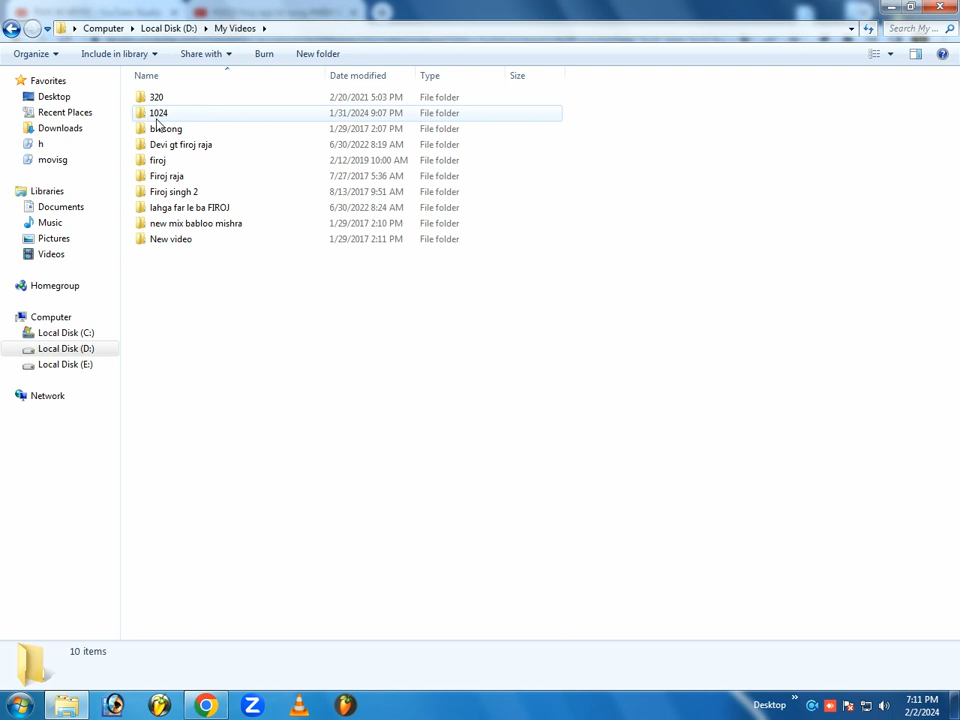 Computer Local Disk (D:) My Videos Search My...
Organize Include in library Share with Burn New folder
Name Date modified Type Size
Favorites
Desktop
Recent Places
Downloads
h
movisg
Libraries
Documents
Music
Pictures
Videos
Homegroup
Computer
Local Disk (C:)
Local Disk (D:)
Local Disk (E:)
Network
320 2/20/2021 5:03 PM File folder
1024 1/31/2024 9:07 PM File folder
1/29/2017 2:07 PM File folder
Devi gt firoj raja 6/30/2022 8:19 AM File folder
firoj 2/12/2019 10:00 AM File folder
Firoj raja 7/27/2017 5:36 AM File folder
Firoj singh 2 8/13/2017 9:51 AM File folder
lahga far le ba FIROJ 6/30/2022 8:24 AM File folder
new mix babloo mishra 1/29/2017 2:10 PM File folder
New video 1/29/2017 2:11 PM File folder
10 items
Desktop
7:11 PM
2/2/2024